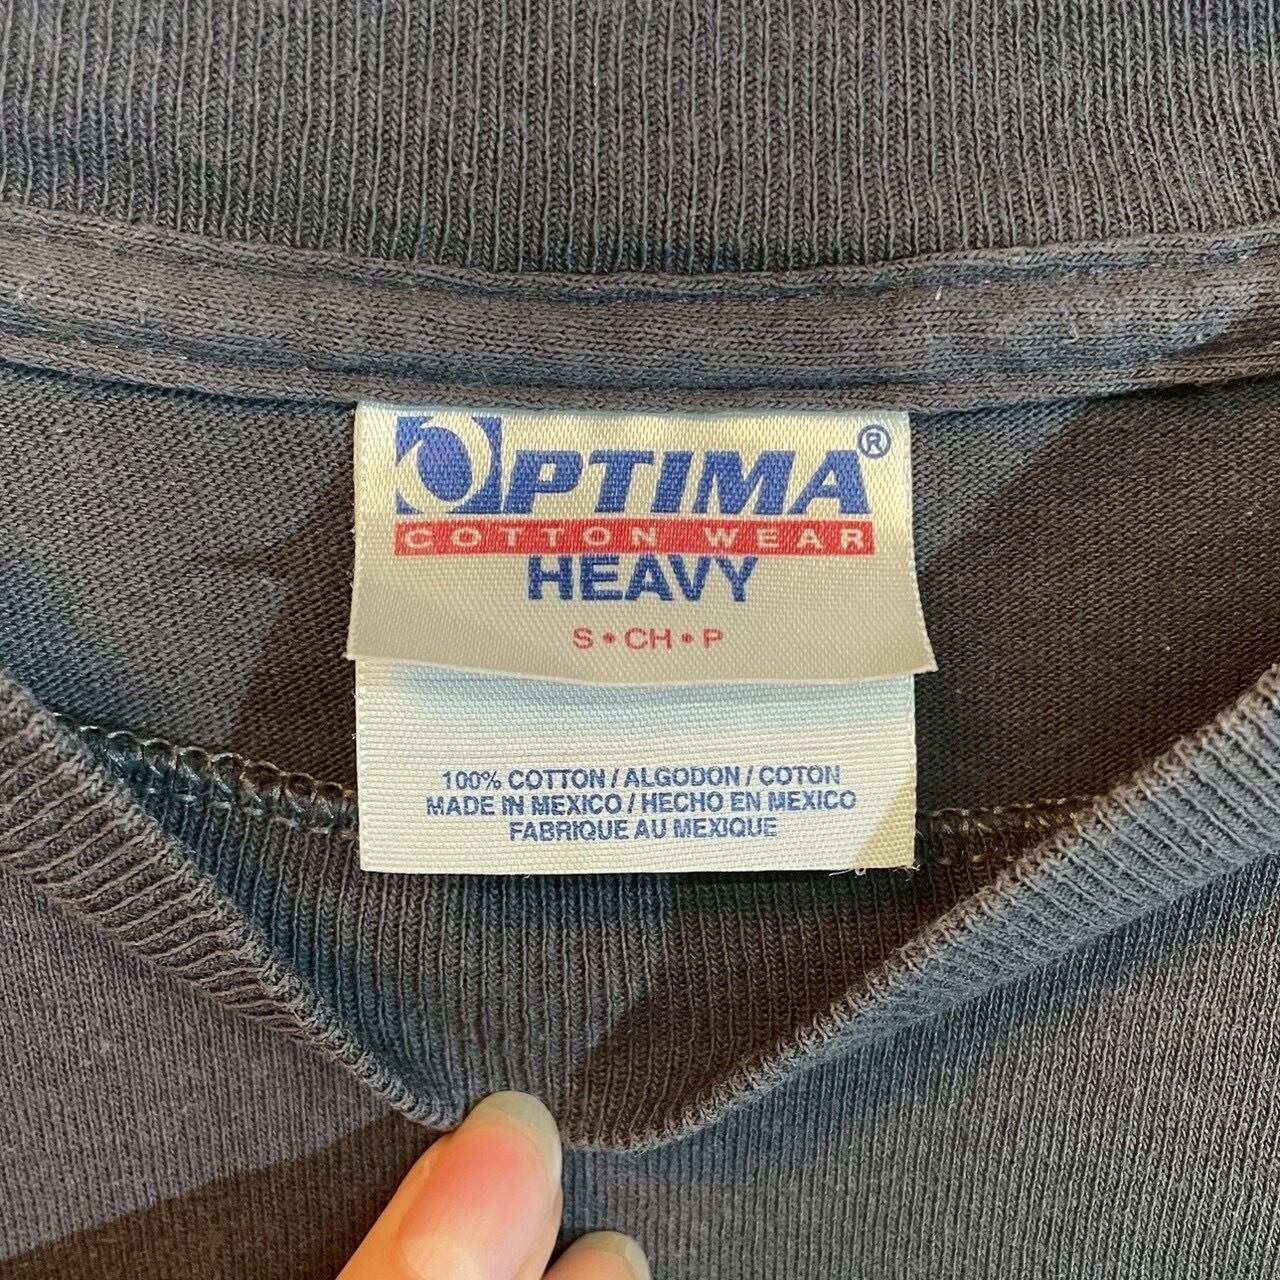 OPTIMA®
COTTON WEAR
HEAVY
S • CH • P
100% COTTON / ALGODON / COTON
MADE IN MEXICO / HECHO EN MEXICO
FABRIQUE AU MEXIQUE